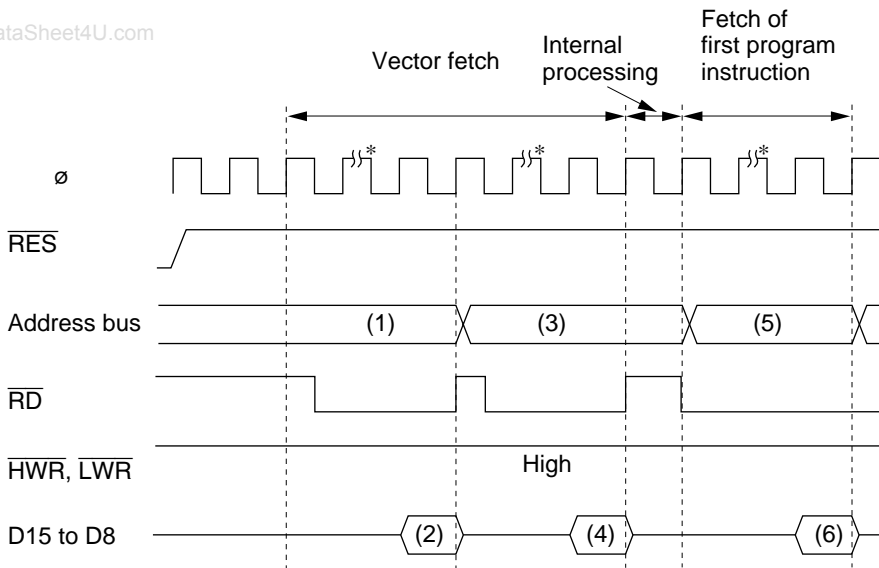 ataSheet4U.com
Vector fetch
Internal
processing
Fetch of
first program
instruction
ø
* * *
RES
Address bus (1) (3) (5)
RD
HWR, LWR High
D15 to D8 (2) (4) (6)